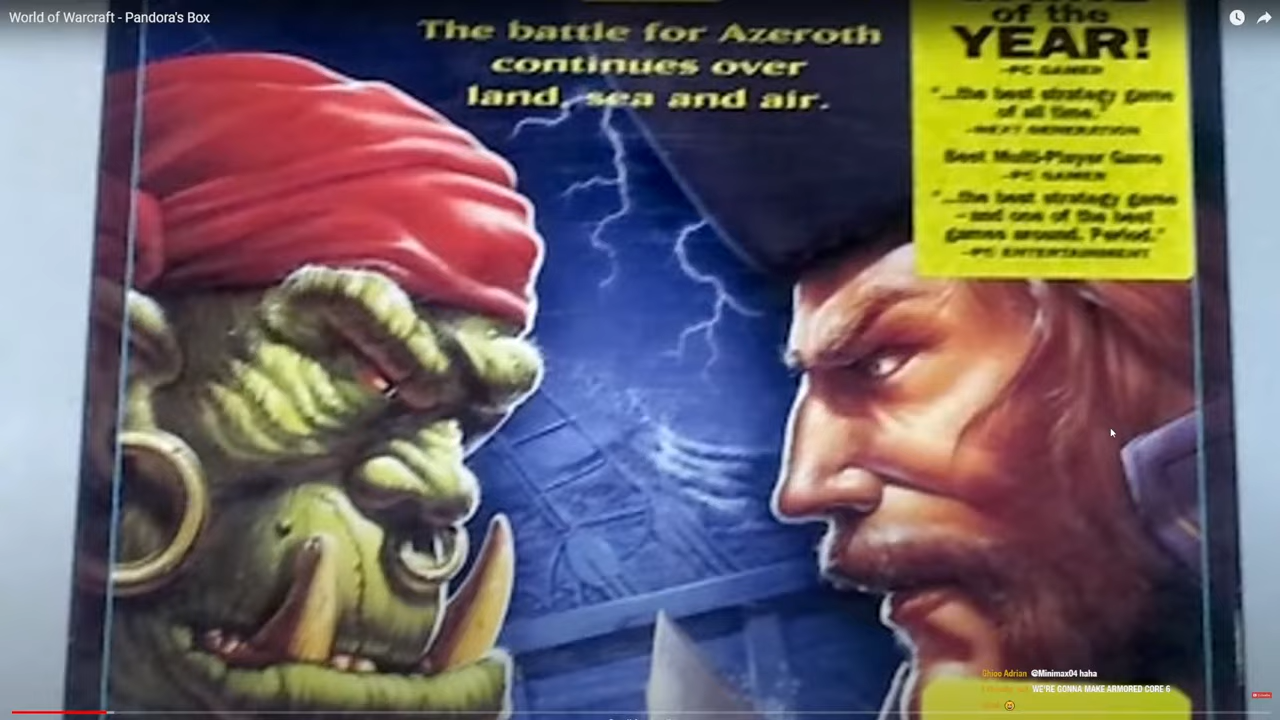 World of Warcraft - Pandora's Box
The battle for Azeroth
continues over
land, sea and air.
of the
YEAR!
-PC GAMER
"...the best strategy game
of all time."
-NEXT GENERATION
Best Multi-Player Game
-PC GAMER
"...the best strategy game
-and one of the best
games around. Period."
-PC ENTERTAINMENT
Ghioo Adrian @Minimax04 haha
WE'RE GONNA MAKE ARMORED CORE 6